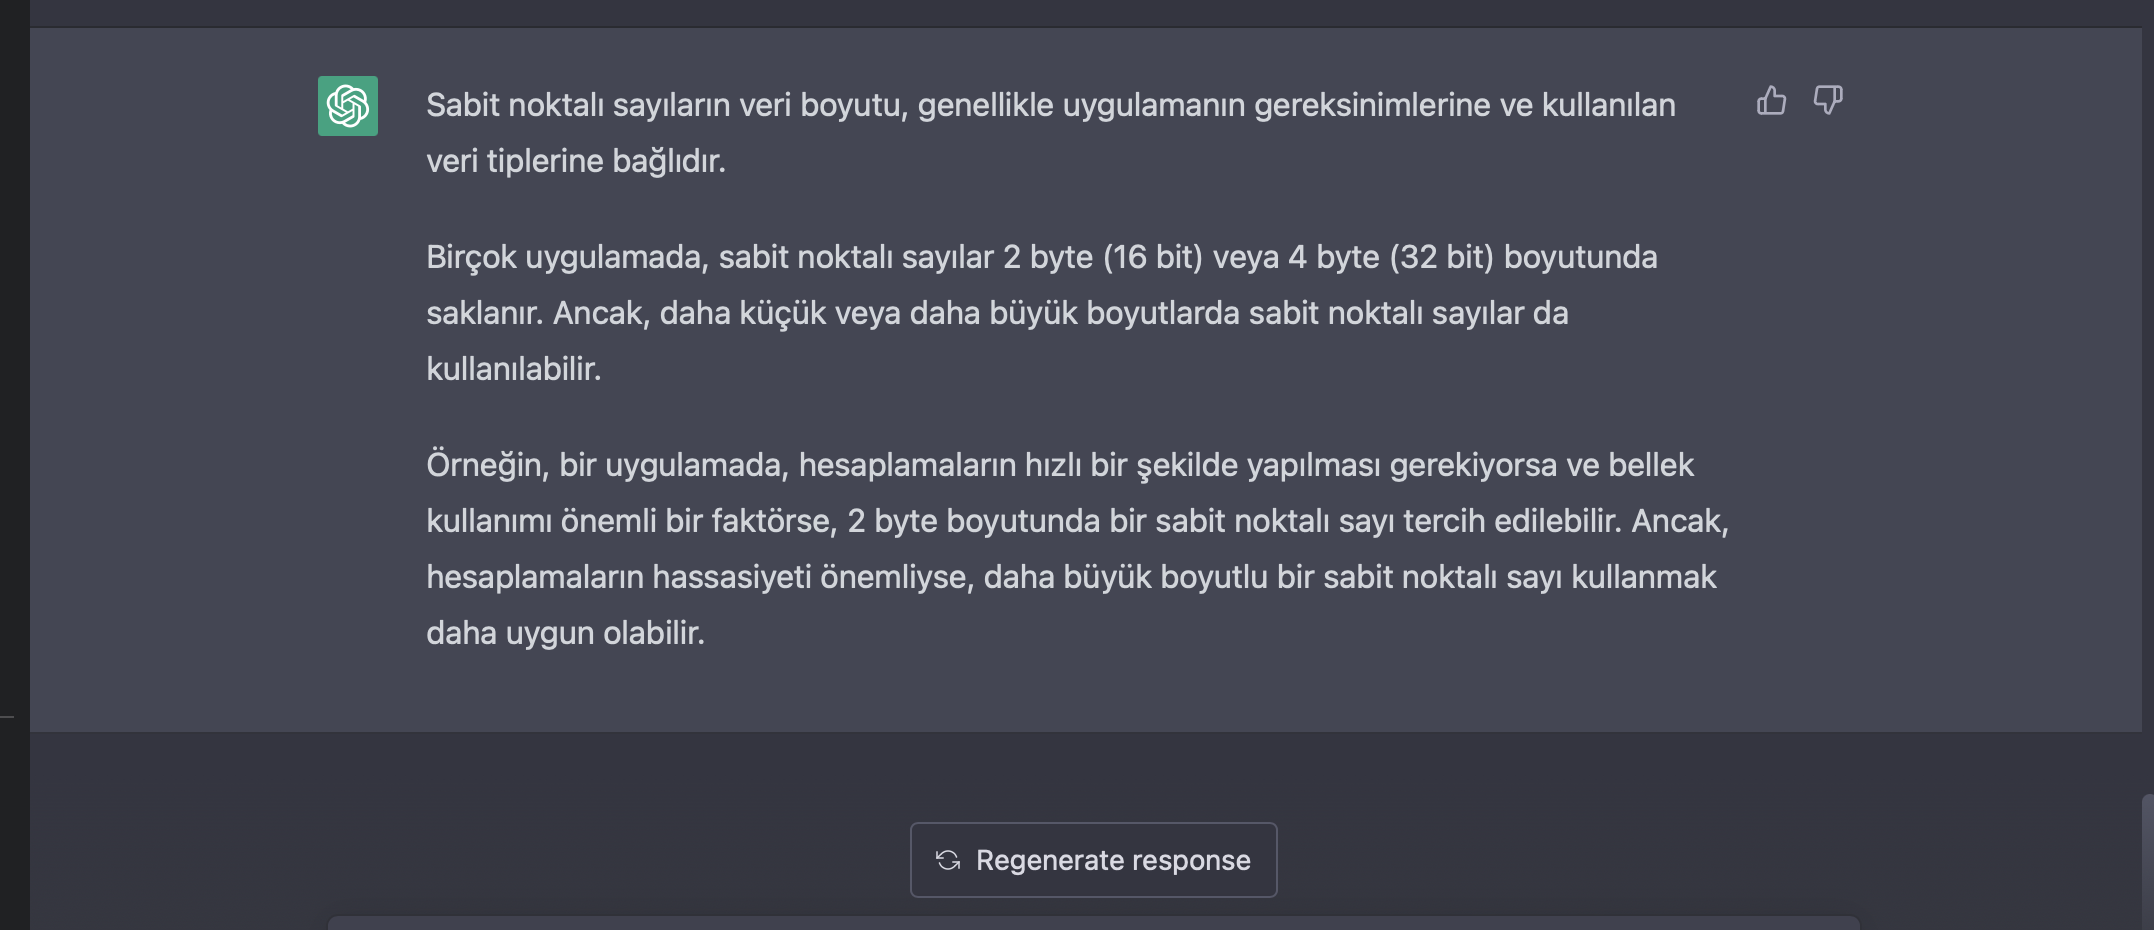 Sabit noktalı sayıların veri boyutu, genellikle uygulamanın gereksinimlerine ve kullanılan
veri tiplerine bağlıdır.
Birçok uygulamada, sabit noktalı sayılar 2 byte (16 bit) veya 4 byte (32 bit) boyutunda
saklanır. Ancak, daha küçük veya daha büyük boyutlarda sabit noktalı sayılar da
kullanılabilir.
Örneğin, bir uygulamada, hesaplamaların hızlı bir şekilde yapılması gerekiyorsa ve bellek
kullanımı önemli bir faktörse, 2 byte boyutunda bir sabit noktalı sayı tercih edilebilir. Ancak,
hesaplamaların hassasiyeti önemliyse, daha büyük boyutlu bir sabit noktalı sayı kullanmak
daha uygun olabilir.
Regenerate response